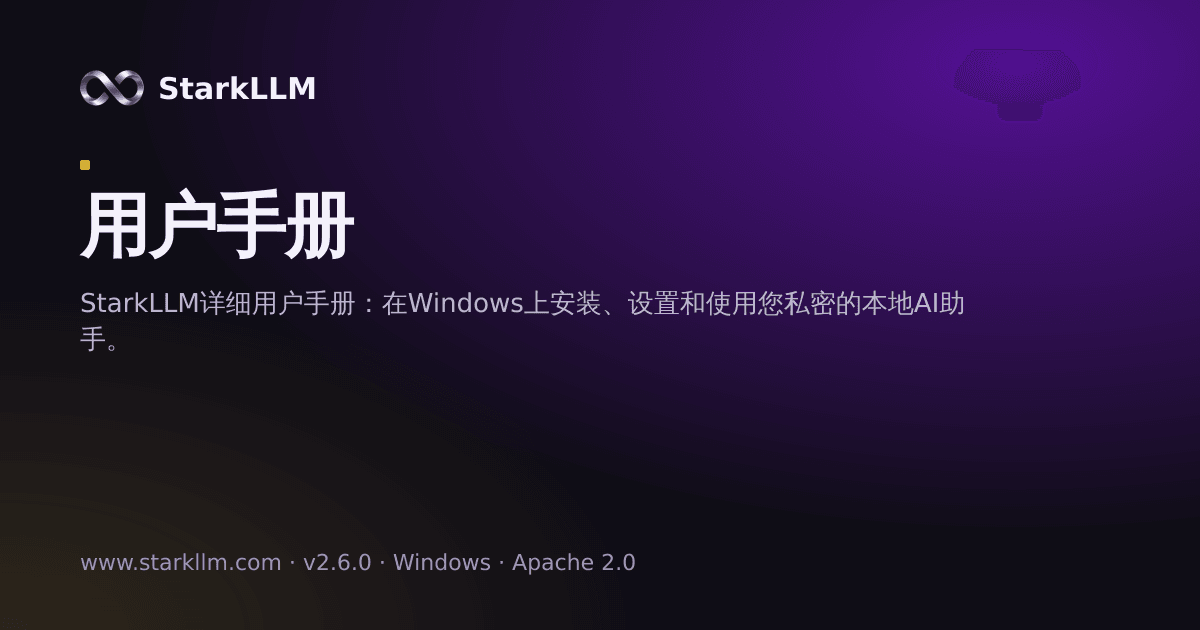 StarkLLM
用户手册
StarkLLM详细用户手册：在Windows上安装、设置和使用您私密的本地AI助
手。
www.starkllm.com · v2.6.0 · Windows · Apache 2.0